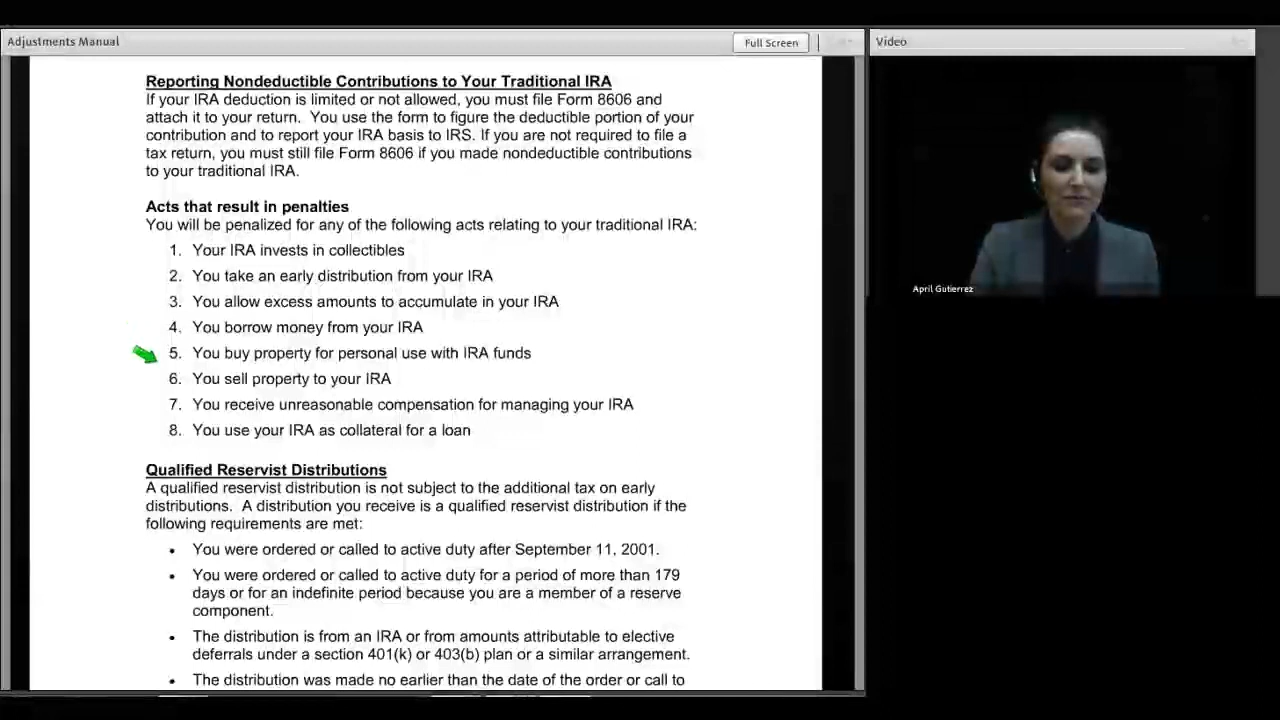 Adjustments Manual
Full Screen
Video
Reporting Nondeductible Contributions to Your Traditional IRA
If your IRA deduction is limited or not allowed, you must file Form 8606 and
attach it to your return.  You use the form to figure the deductible portion of your
contribution and to report your IRA basis to IRS. If you are not required to file a
tax return, you must still file Form 8606 if you made nondeductible contributions
to your traditional IRA.
Acts that result in penalties
You will be penalized for any of the following acts relating to your traditional IRA:
1. Your IRA invests in collectibles
2. You take an early distribution from your IRA
3. You allow excess amounts to accumulate in your IRA
4. You borrow money from your IRA
5. You buy property for personal use with IRA funds
6. You sell property to your IRA
7. You receive unreasonable compensation for managing your IRA
8. You use your IRA as collateral for a loan
Qualified Reservist Distributions
A qualified reservist distribution is not subject to the additional tax on early
distributions.  A distribution you receive is a qualified reservist distribution if the
following requirements are met:
• You were ordered or called to active duty after September 11, 2001.
• You were ordered or called to active duty for a period of more than 179
days or for an indefinite period because you are a member of a reserve
component.
• The distribution is from an IRA or from amounts attributable to elective
deferrals under a section 401(k) or 403(b) plan or a similar arrangement.
• The distribution was made no earlier than the date of the order or call to
April Gutierrez